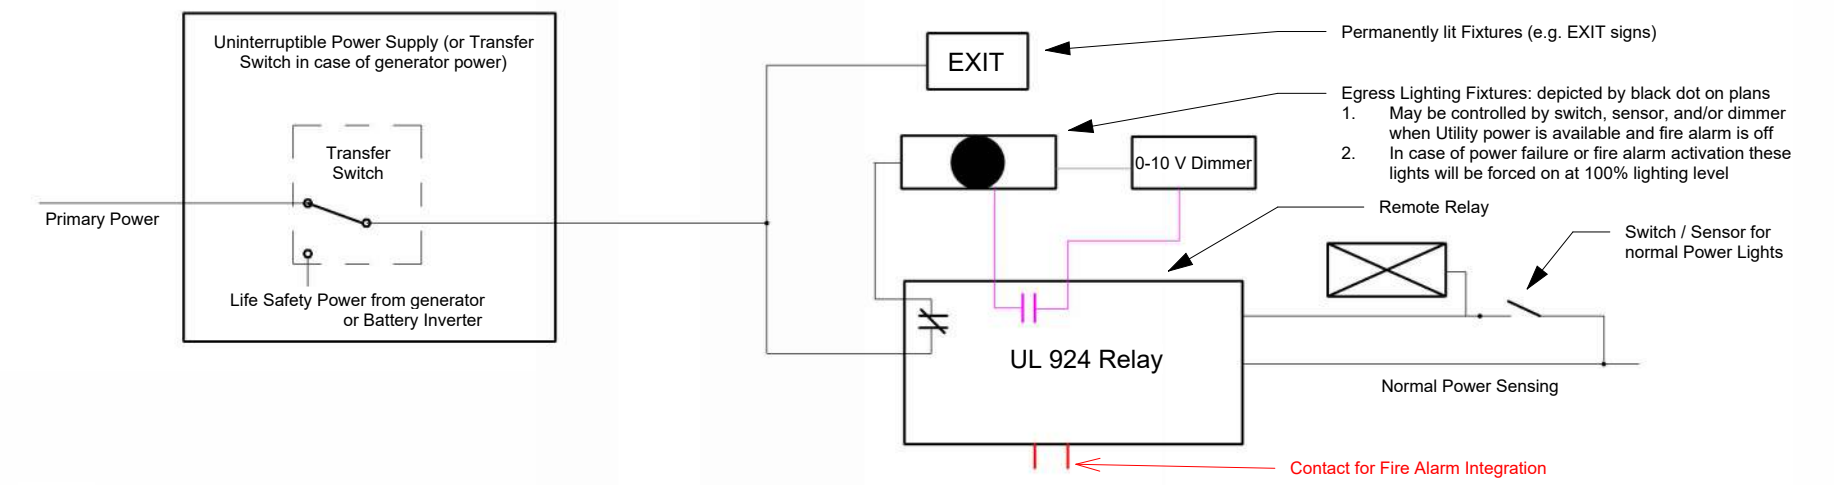 Uninterruptible Power Supply (or Transfer
Switch in case of generator power)
Transfer
Switch
Primary Power
Life Safety Power from generator
or Battery Inverter
EXIT
Permanently lit Fixtures (e.g. EXIT signs)
Egress Lighting Fixtures: depicted by black dot on plans
1. May be controlled by switch, sensor, and/or dimmer
when Utility power is available and fire alarm is off
2. In case of power failure or fire alarm activation these
lights will be forced on at 100% lighting level
0-10 V Dimmer
Remote Relay
Switch / Sensor for
normal Power Lights
UL 924 Relay
Normal Power Sensing
Contact for Fire Alarm Integration